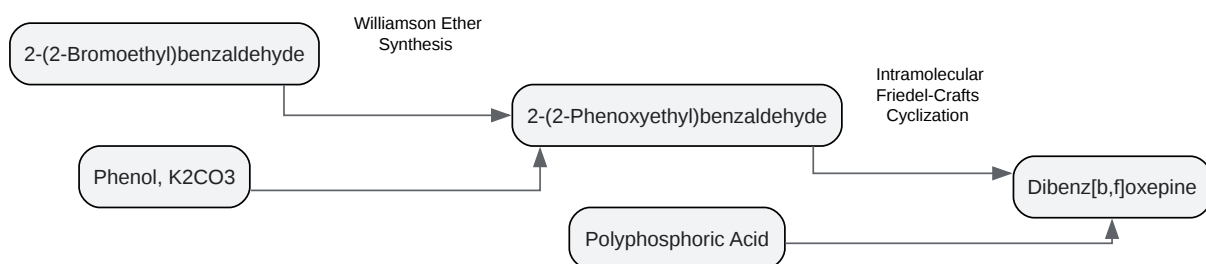 Williamson Ether
Synthesis
2-(2-Bromoethyl)benzaldehyde
Intramolecular
Friedel-Crafts
Cyclization
2-(2-Phenoxyethyl)benzaldehyde
Phenol, K2CO3
Dibenz[b,f]oxepine
Polyphosphoric Acid